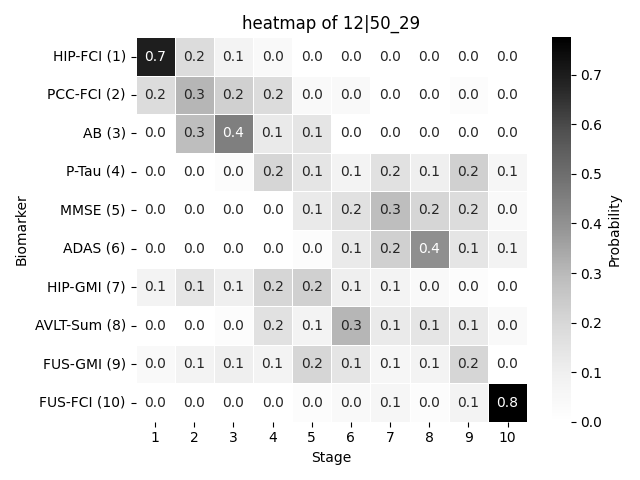 heatmap of 12|50_29
HIP-FCI (1) 0.7 0.2 0.1 0.0 0.0 0.0 0.0 0.0 0.0 0.0
PCC-FCI (2) 0.2 0.3 0.2 0.2 0.0 0.0 0.0 0.0 0.0 0.0
AB (3) 0.0 0.3 0.4 0.1 0.1 0.0 0.0 0.0 0.0 0.0
P-Tau (4) 0.0 0.0 0.0 0.2 0.1 0.1 0.2 0.1 0.2 0.1
MMSE (5) 0.0 0.0 0.0 0.0 0.1 0.2 0.3 0.2 0.2 0.0
ADAS (6) 0.0 0.0 0.0 0.0 0.0 0.1 0.2 0.4 0.1 0.1
HIP-GMI (7) 0.1 0.1 0.1 0.2 0.2 0.1 0.1 0.0 0.0 0.0
AVLT-Sum (8) 0.0 0.0 0.0 0.2 0.1 0.3 0.1 0.1 0.1 0.0
FUS-GMI (9) 0.0 0.1 0.1 0.1 0.2 0.1 0.1 0.1 0.2 0.0
FUS-FCI (10) 0.0 0.0 0.0 0.0 0.0 0.0 0.1 0.0 0.1 0.8
1 2 3 4 5 6 7 8 9 10
Stage
Biomarker
0.7
0.6
0.5
0.4
0.3
0.2
0.1
0.0
Probability